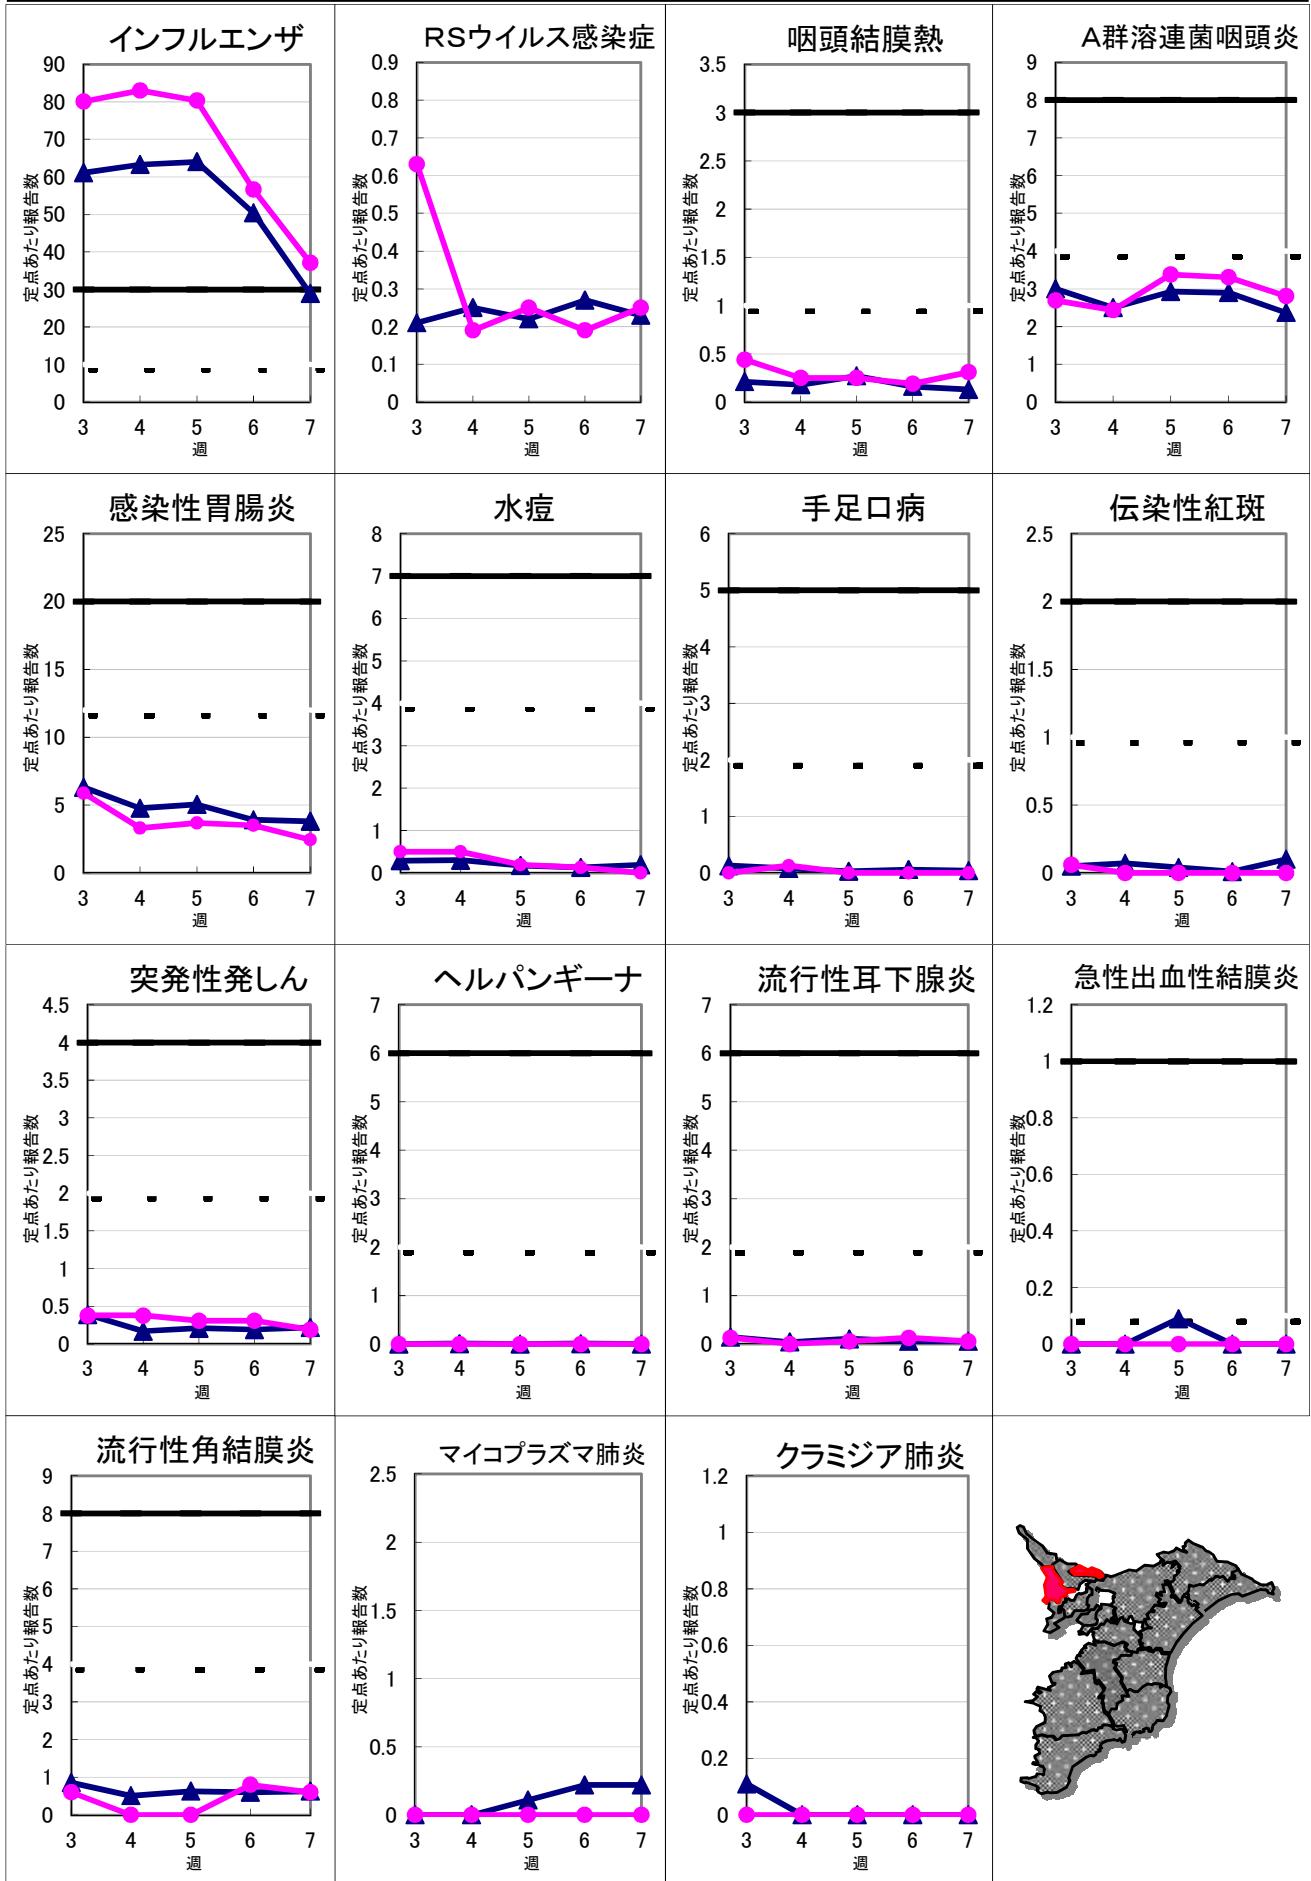 インフルエンザ
90
80
70
60
50
40
30
20
10
0
定点あたり報告数
3 4 5 6 7
週
RSウイルス感染症
0.9
0.8
0.7
0.6
0.5
0.4
0.3
0.2
0.1
0
定点あたり報告数
3 4 5 6 7
週
咽頭結膜熱
3.5
3
2.5
2
1.5
1
0.5
0
定点あたり報告数
3 4 5 6 7
週
A群溶連菌咽頭炎
9
8
7
6
5
4
3
2
1
0
定点あたり報告数
3 4 5 6 7
週
感染性胃腸炎
25
20
15
10
5
0
定点あたり報告数
3 4 5 6 7
週
水痘
8
7
6
5
4
3
2
1
0
定点あたり報告数
3 4 5 6 7
週
手足口病
6
5
4
3
2
1
0
定点あたり報告数
3 4 5 6 7
週
伝染性紅斑
2.5
2
1.5
1
0.5
0
定点あたり報告数
3 4 5 6 7
週
突発性発しん
4.5
4
3.5
3
2.5
2
1.5
1
0.5
0
定点あたり報告数
3 4 5 6 7
週
ヘルパンギーナ
7
6
5
4
3
2
1
0
定点あたり報告数
3 4 5 6 7
週
流行性耳下腺炎
7
6
5
4
3
2
1
0
定点あたり報告数
3 4 5 6 7
週
急性出血性結膜炎
1.2
1
0.8
0.6
0.4
0.2
0
定点あたり報告数
3 4 5 6 7
週
流行性角結膜炎
9
8
7
6
5
4
3
2
1
0
定点あたり報告数
3 4 5 6 7
週
マイコプラズマ肺炎
2.5
2
1.5
1
0.5
0
定点あたり報告数
3 4 5 6 7
週
クラミジア肺炎
1.2
1
0.8
0.6
0.4
0.2
0
定点あたり報告数
3 4 5 6 7
週